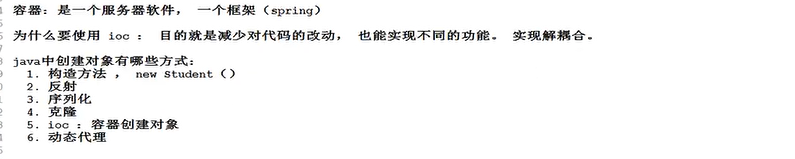 容器：是一个服务器软件， 一个框架（spring）
为什么要使用 ioc ： 目的就是减少对代码的改动， 也能实现不同的功能。 实现解耦合。
java中创建对象有哪些方式：
1. 构造方法 ， new Student（）
2. 反射
3. 序列化
4. 克隆
5. ioc ：容器创建对象
6. 动态代理